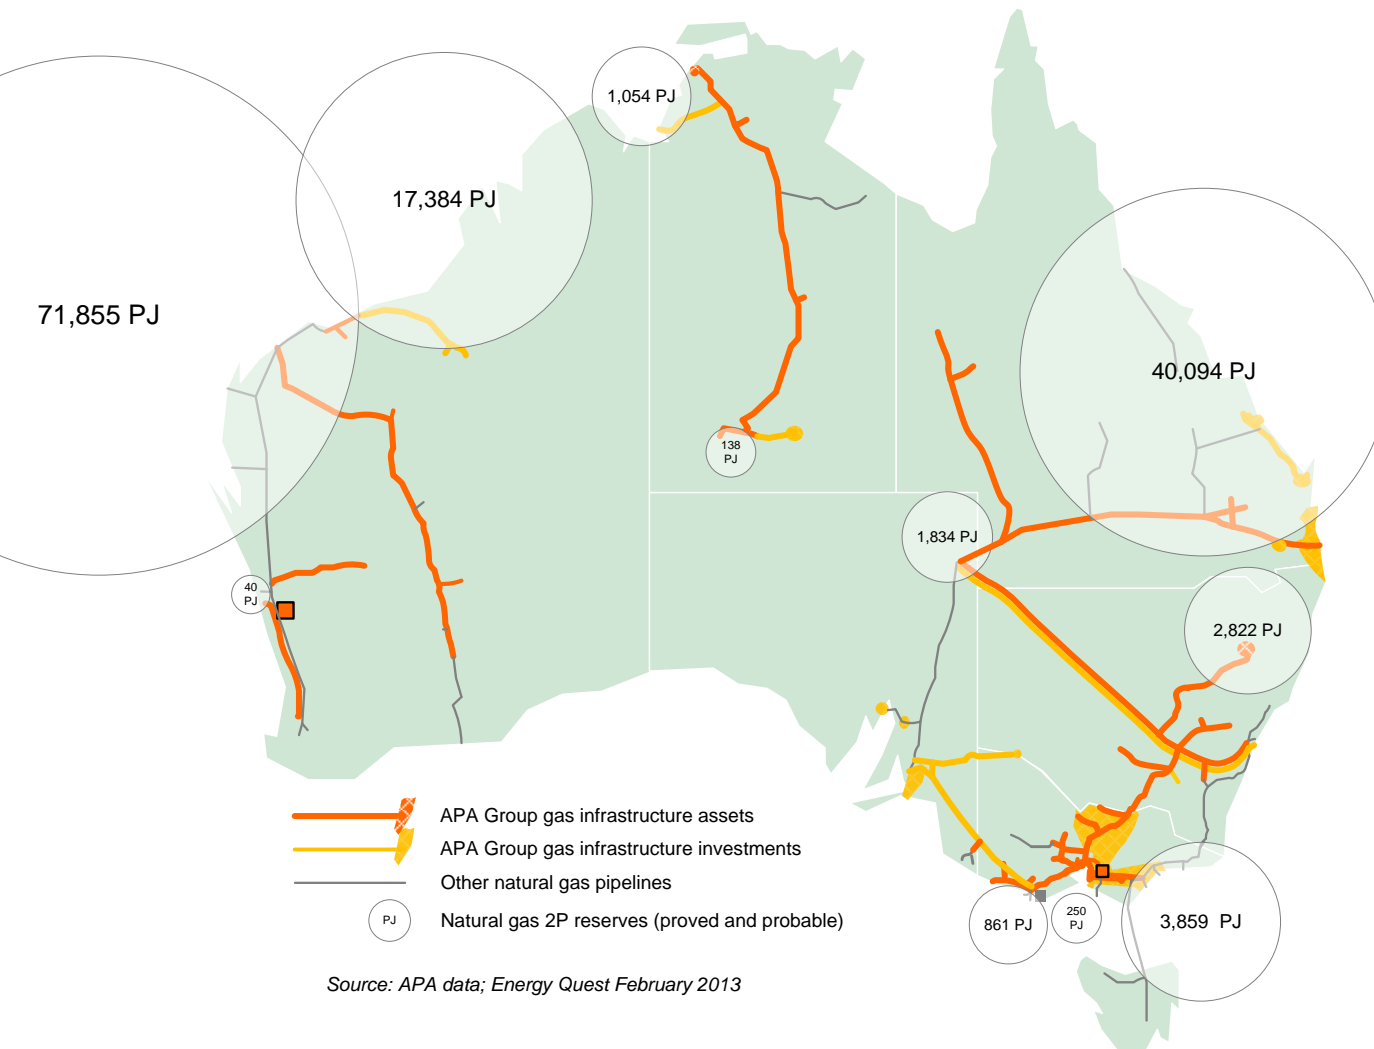 1,054 PJ
17,384 PJ
71,855 PJ
40,094 PJ
138
PJ
1,834 PJ
40
PJ
2,822 PJ
APA Group gas infrastructure assets
APA Group gas infrastructure investments
Other natural gas pipelines
PJ
Natural gas 2P reserves (proved and probable)
861 PJ
250
PJ
3,859 PJ
Source: APA data; Energy Quest February 2013